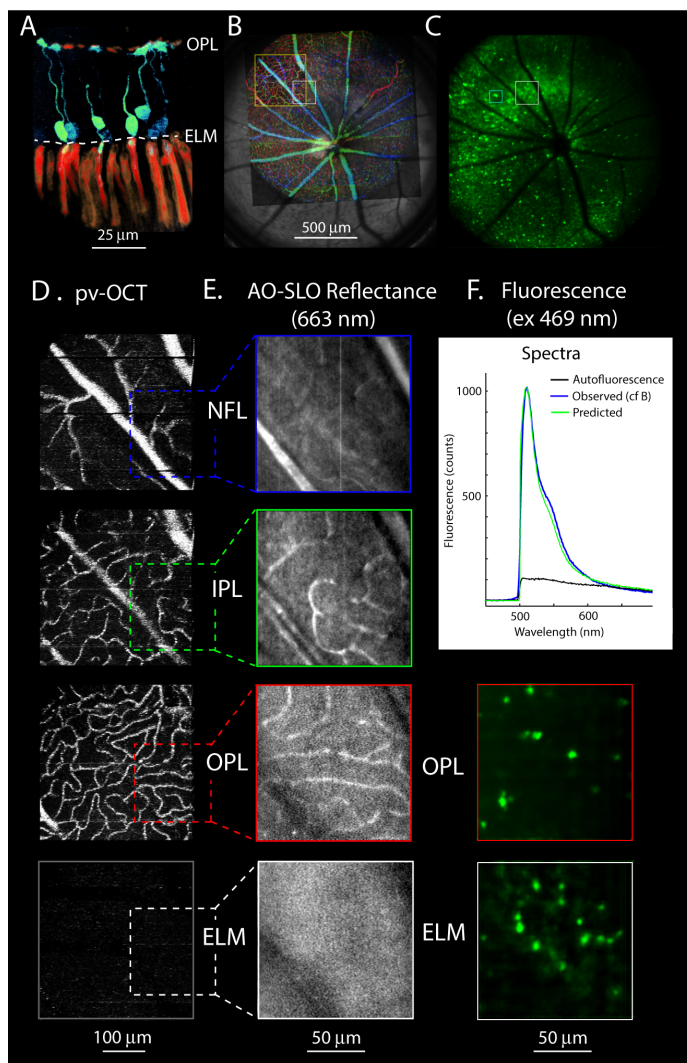 A
OPL
ELM
25 μm
B
500 μm
C
D . pv-OCT
E. AO-SLO Reflectance
(663 nm)
F. Fluorescence
(ex 469 nm)
NFL
IPL
OPL
ELM
Spectra
Autofluorescence
Observed (cf B)
Predicted
1000
500
Fluorescence (counts)
500
600
Wavelength (nm)
OPL
ELM
100 μm
50 μm
50 μm